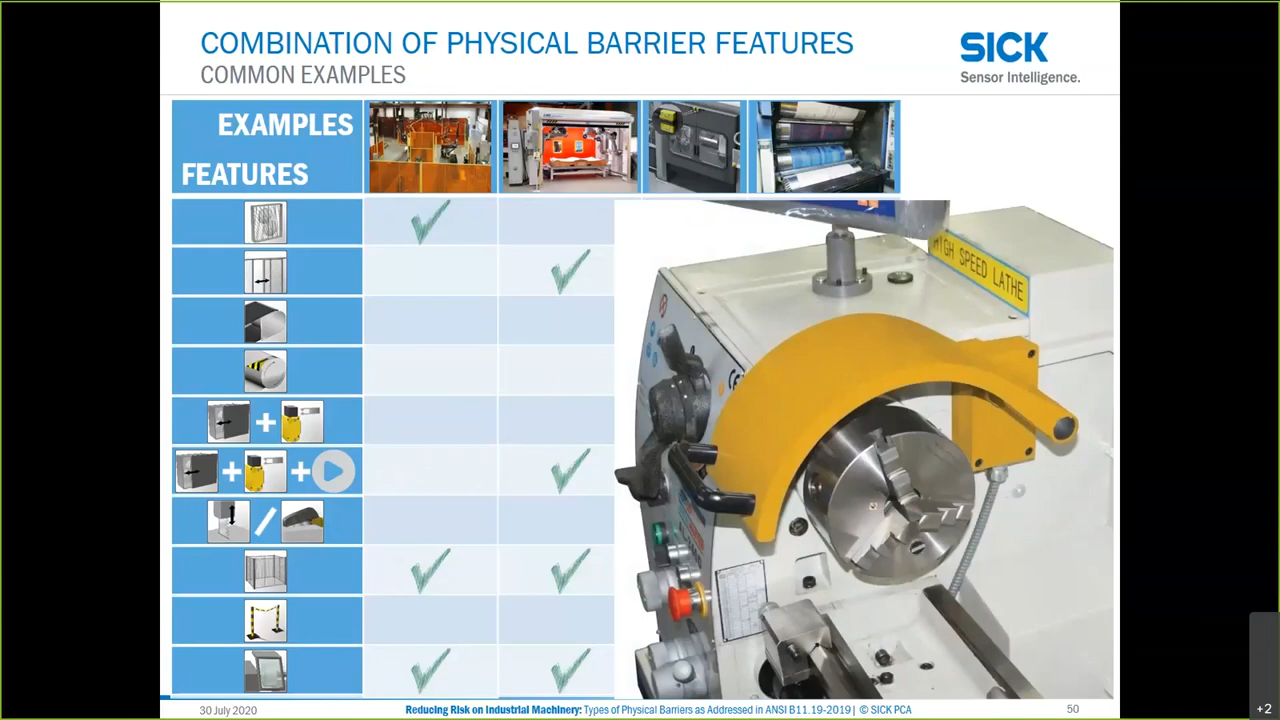 COMBINATION OF PHYSICAL BARRIER FEATURES
COMMON EXAMPLES
SICK
Sensor Intelligence.
EXAMPLES
FEATURES
HIGH SPEED LATHE
30 July 2020
Reducing Risk on Industrial Machinery: Types of Physical Barriers as Addressed in ANSI B11.19-2019| © SICK PCA
50
+2